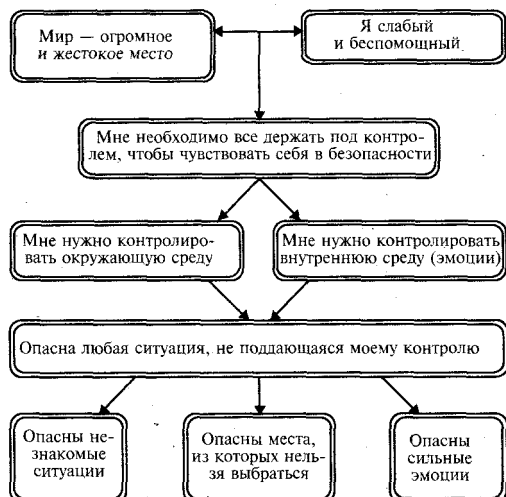 Мир — огромное
и жестокое место
Я слабый
и беспомощный
Мне необходимо все держать под контро-
лем, чтобы чувствовать себя в безопасности
Мне нужно контролиро-
вать окружающую среду
Мне нужно контролировать
внутреннюю среду (эмоции)
Опасна любая ситуация, не поддающаяся моему контролю
Опасны не-
знакомые
ситуации
Опасны места,
из которых нель-
зя выбраться
Опасны
сильные
эмоции